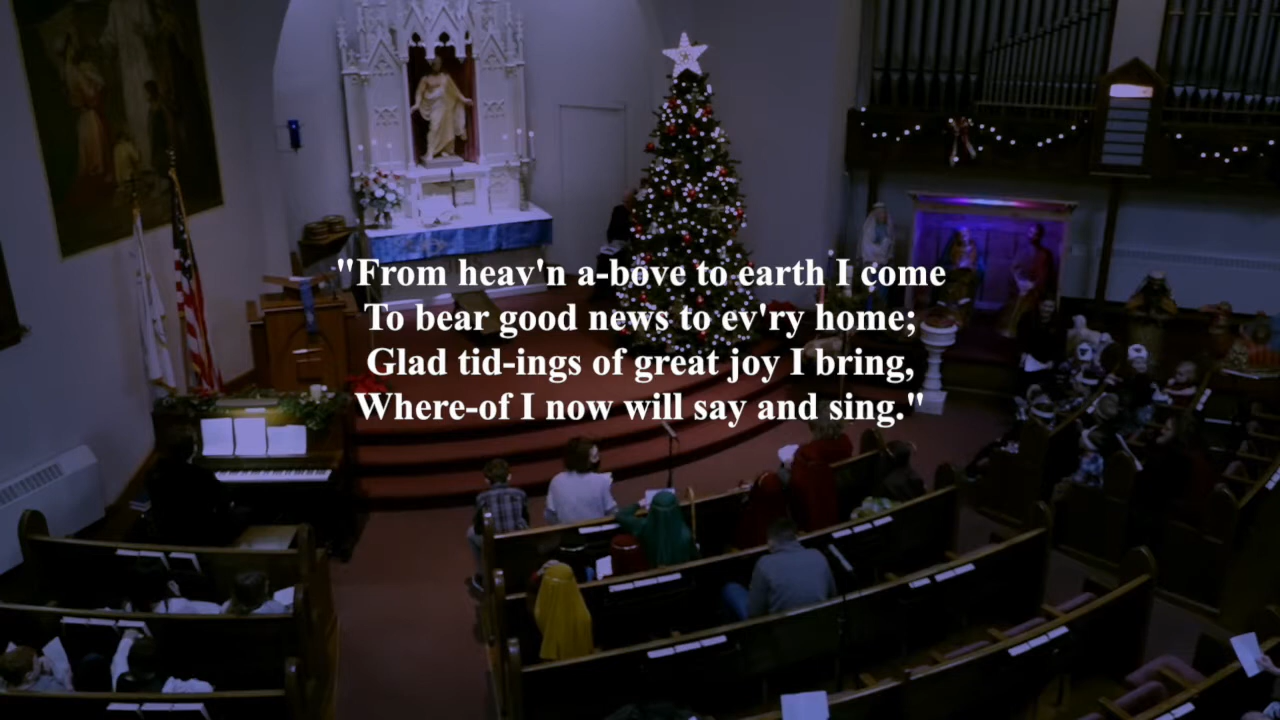 "From heav'n a-bove to earth I come
To bear good news to ev'ry home;
Glad tid-ings of great joy I bring,
Where-of I now will say and sing."